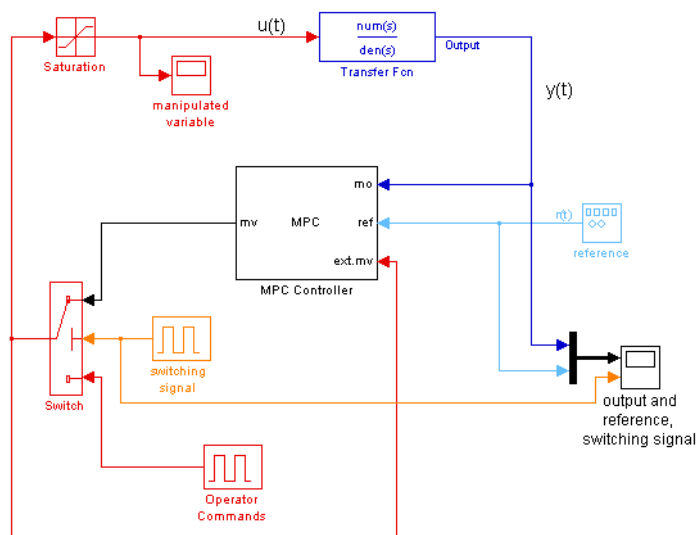 u(t)
num(s)
den(s)
Output
Saturation
Transfer Fcn
manipulated
variable
y(t)
mo
mv
MPC
ref
r(t)
reference
ext.mv
MPC Controller
switching
signal
Switch
output and
reference,
switching signal
Operator
Commands